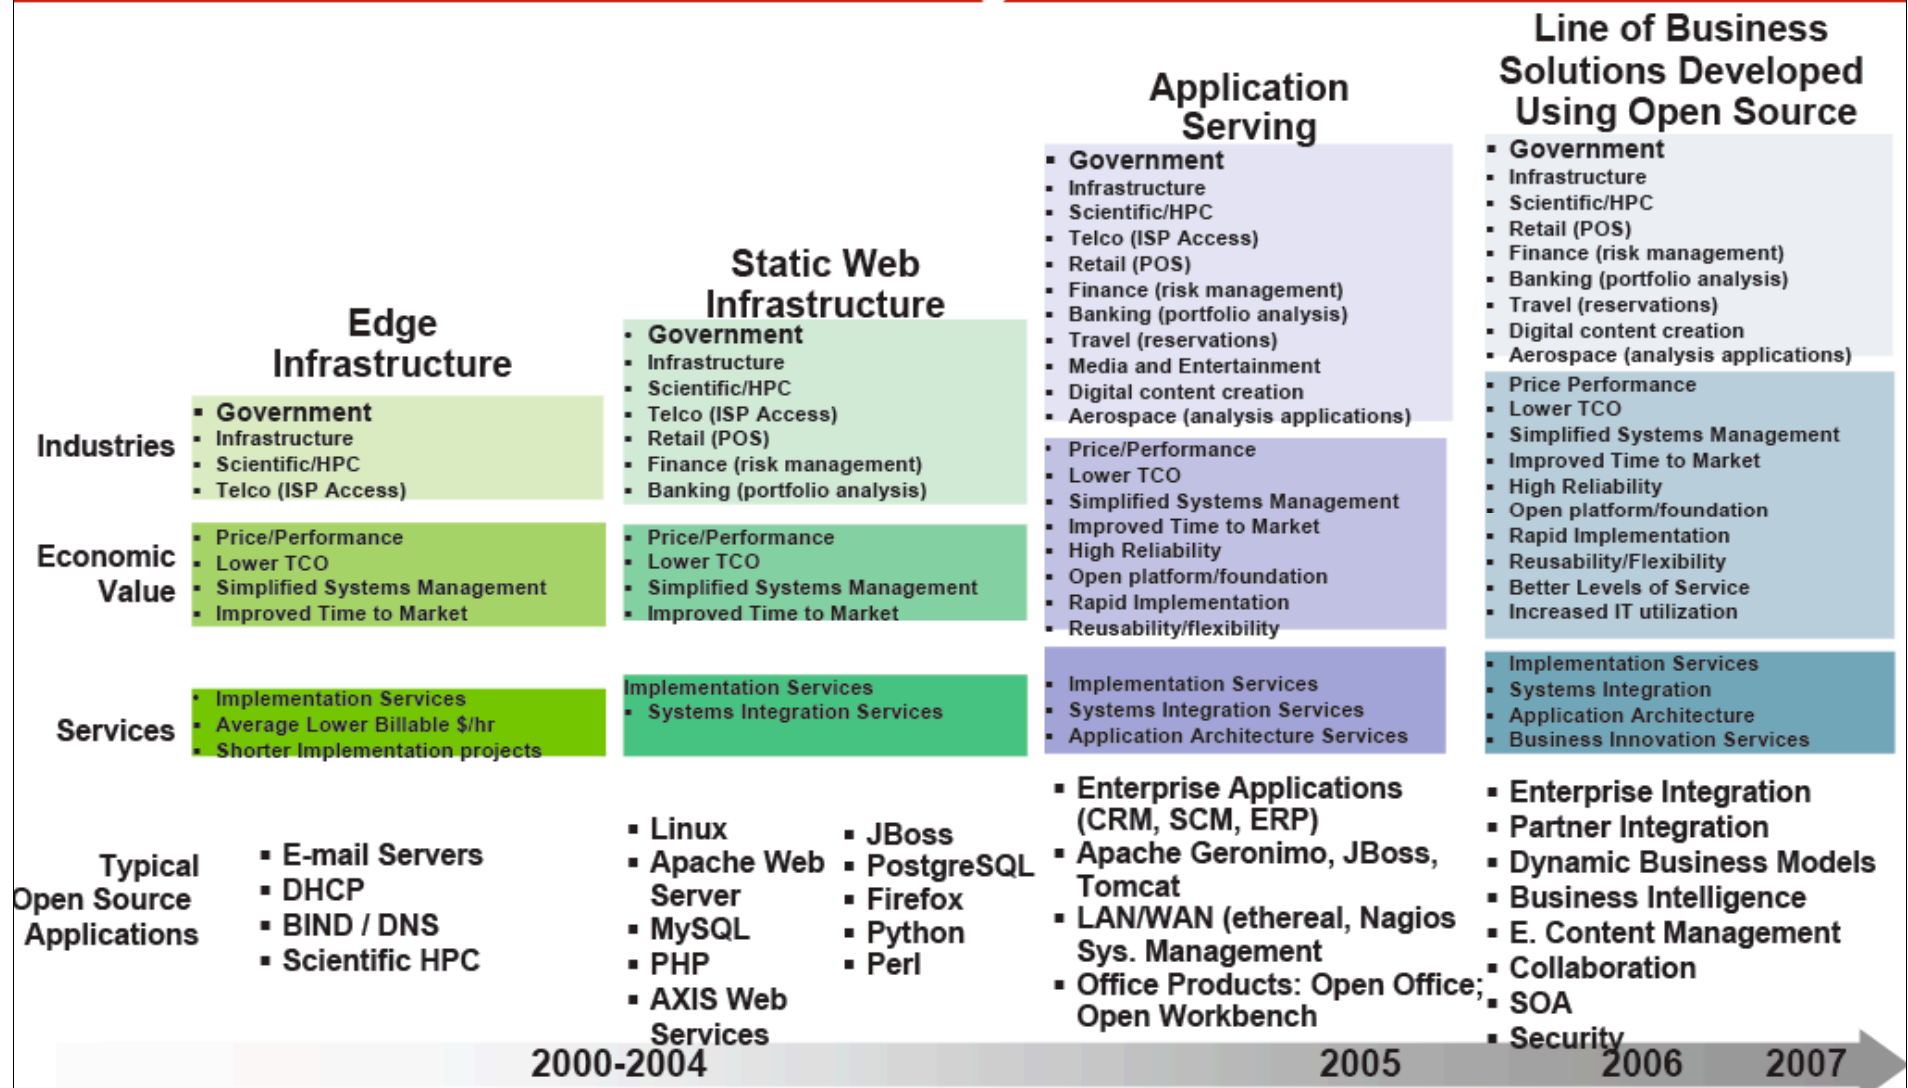 Edge
Infrastructure
Static Web
Infrastructure
Application
Serving
Line of Business
Solutions Developed
Using Open Source
Industries
▪ Government
▪ Infrastructure
▪ Scientific/HPC
▪ Telco (ISP Access)
• Government
▪ Infrastructure
▪ Scientific/HPC
▪ Telco (ISP Access)
▪ Retail (POS)
▪ Finance (risk management)
▪ Banking (portfolio analysis)
▪ Government
▪ Infrastructure
▪ Scientific/HPC
▪ Telco (ISP Access)
▪ Retail (POS)
▪ Finance (risk management)
▪ Banking (portfolio analysis)
▪ Travel (reservations)
▪ Media and Entertainment
▪ Digital content creation
▪ Aerospace (analysis applications)
▪ Government
▪ Infrastructure
▪ Scientific/HPC
▪ Retail (POS)
▪ Finance (risk management)
▪ Banking (portfolio analysis)
▪ Travel (reservations)
▪ Digital content creation
▪ Aerospace (analysis applications)
Economic
Value
▪ Price/Performance
▪ Lower TCO
▪ Simplified Systems Management
▪ Improved Time to Market
▪ Price/Performance
▪ Lower TCO
▪ Simplified Systems Management
▪ Improved Time to Market
• Price/Performance
▪ Lower TCO
▪ Simplified Systems Management
▪ Improved Time to Market
▪ High Reliability
▪ Open platform/foundation
▪ Rapid Implementation
▪ Reusability/flexibility
▪ Price Performance
▪ Lower TCO
▪ Simplified Systems Management
▪ Improved Time to Market
▪ High Reliability
▪ Open platform/foundation
▪ Rapid Implementation
▪ Reusability/Flexibility
▪ Better Levels of Service
▪ Increased IT utilization
Services
• Implementation Services
▪ Average Lower Billable $/hr
▪ Shorter Implementation projects
Implementation Services
▪ Systems Integration Services
▪ Implementation Services
▪ Systems Integration Services
▪ Application Architecture Services
▪ Implementation Services
▪ Systems Integration
▪ Application Architecture
▪ Business Innovation Services
Typical
Open Source
Applications
▪ E-mail Servers
▪ DHCP
▪ BIND / DNS
▪ Scientific HPC
▪ Linux
▪ Apache Web
Server
▪ MySQL
▪ PHP
▪ AXIS Web
Services
▪ JBoss
▪ PostgreSQL
▪ Firefox
▪ Python
▪ Perl
▪ Enterprise Applications
(CRM, SCM, ERP)
▪ Apache Geronimo, JBoss,
Tomcat
▪ LAN/WAN (ethereal, Nagios
Sys. Management
▪ Office Products: Open Office;
Open Workbench
▪ Enterprise Integration
▪ Partner Integration
▪ Dynamic Business Models
▪ Business Intelligence
▪ E. Content Management
▪ Collaboration
▪ SOA
▪ Security
2000-2004
2005
2006
2007